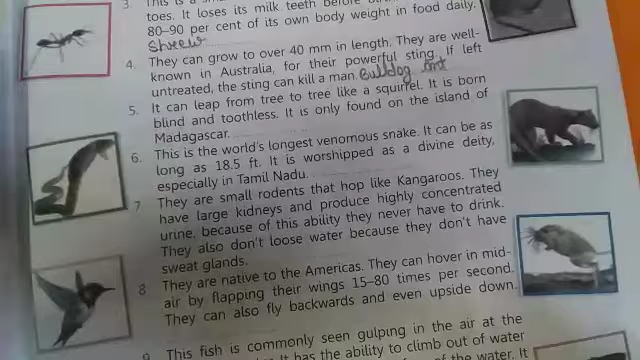 3. This is a
toes. It loses its milk teeth before
80–90 per cent of its own body weight in food daily.
Shrew
4. They can grow to over 40 mm in length. They are well-
known in Australia, for their powerful sting. If left
untreated, the sting can kill a man. Bulldog ant
5. It can leap from tree to tree like a squirrel. It is born
blind and toothless. It is only found on the island of
Madagascar.
6. This is the world's longest venomous snake. It can be as
long as 18.5 ft. It is worshipped as a divine deity,
especially in Tamil Nadu.
7. They are small rodents that hop like Kangaroos. They
have large kidneys and produce highly concentrated
urine, because of this ability they never have to drink.
They also don't loose water because they don't have
sweat glands.
8. They are native to the Americas. They can hover in mid-
air by flapping their wings 15–80 times per second.
They can also fly backwards and even upside down.
9. This fish is commonly seen gulping in the air at the
It has the ability to climb out of water
of the water. It